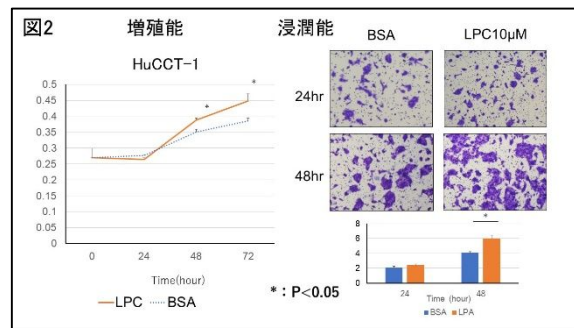 図2
増殖能
浸潤能
HuCCT-1
0.5
0.45
0.4
0.35
0.3
0.25
0.2
0.15
0.1
0.05
0
*
*
0
24
48
72
Time(hour)
LPC
BSA
*：P<0.05
BSA
LPC10μM
24hr
48hr
8
6
4
2
0
*
24
48
Time (hour)
BSA
LPA